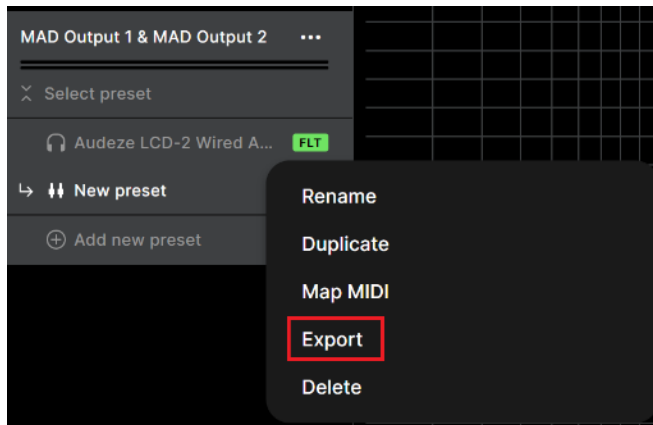 MAD Output 1 & MAD Output 2
Select preset
Audeze LCD-2 Wired A...
FLT
New preset
Add new preset
Rename
Duplicate
Map MIDI
Export
Delete